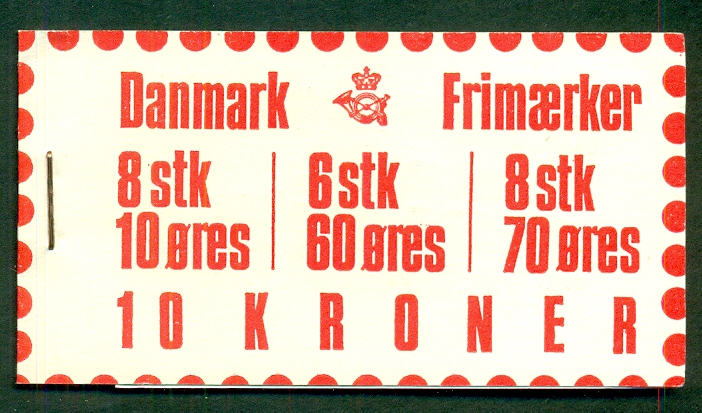 Danmark Frimærker
8 stk 6 stk 8 stk
10 øres 60 øres 70 øres
10 KRONER